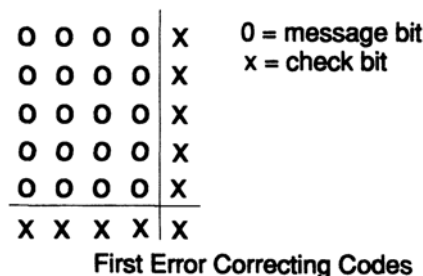 O O O O X 0 = message bit
O O O O X x = check bit
O O O O X
O O O O X
O O O O X
X X X X X
First Error Correcting Codes